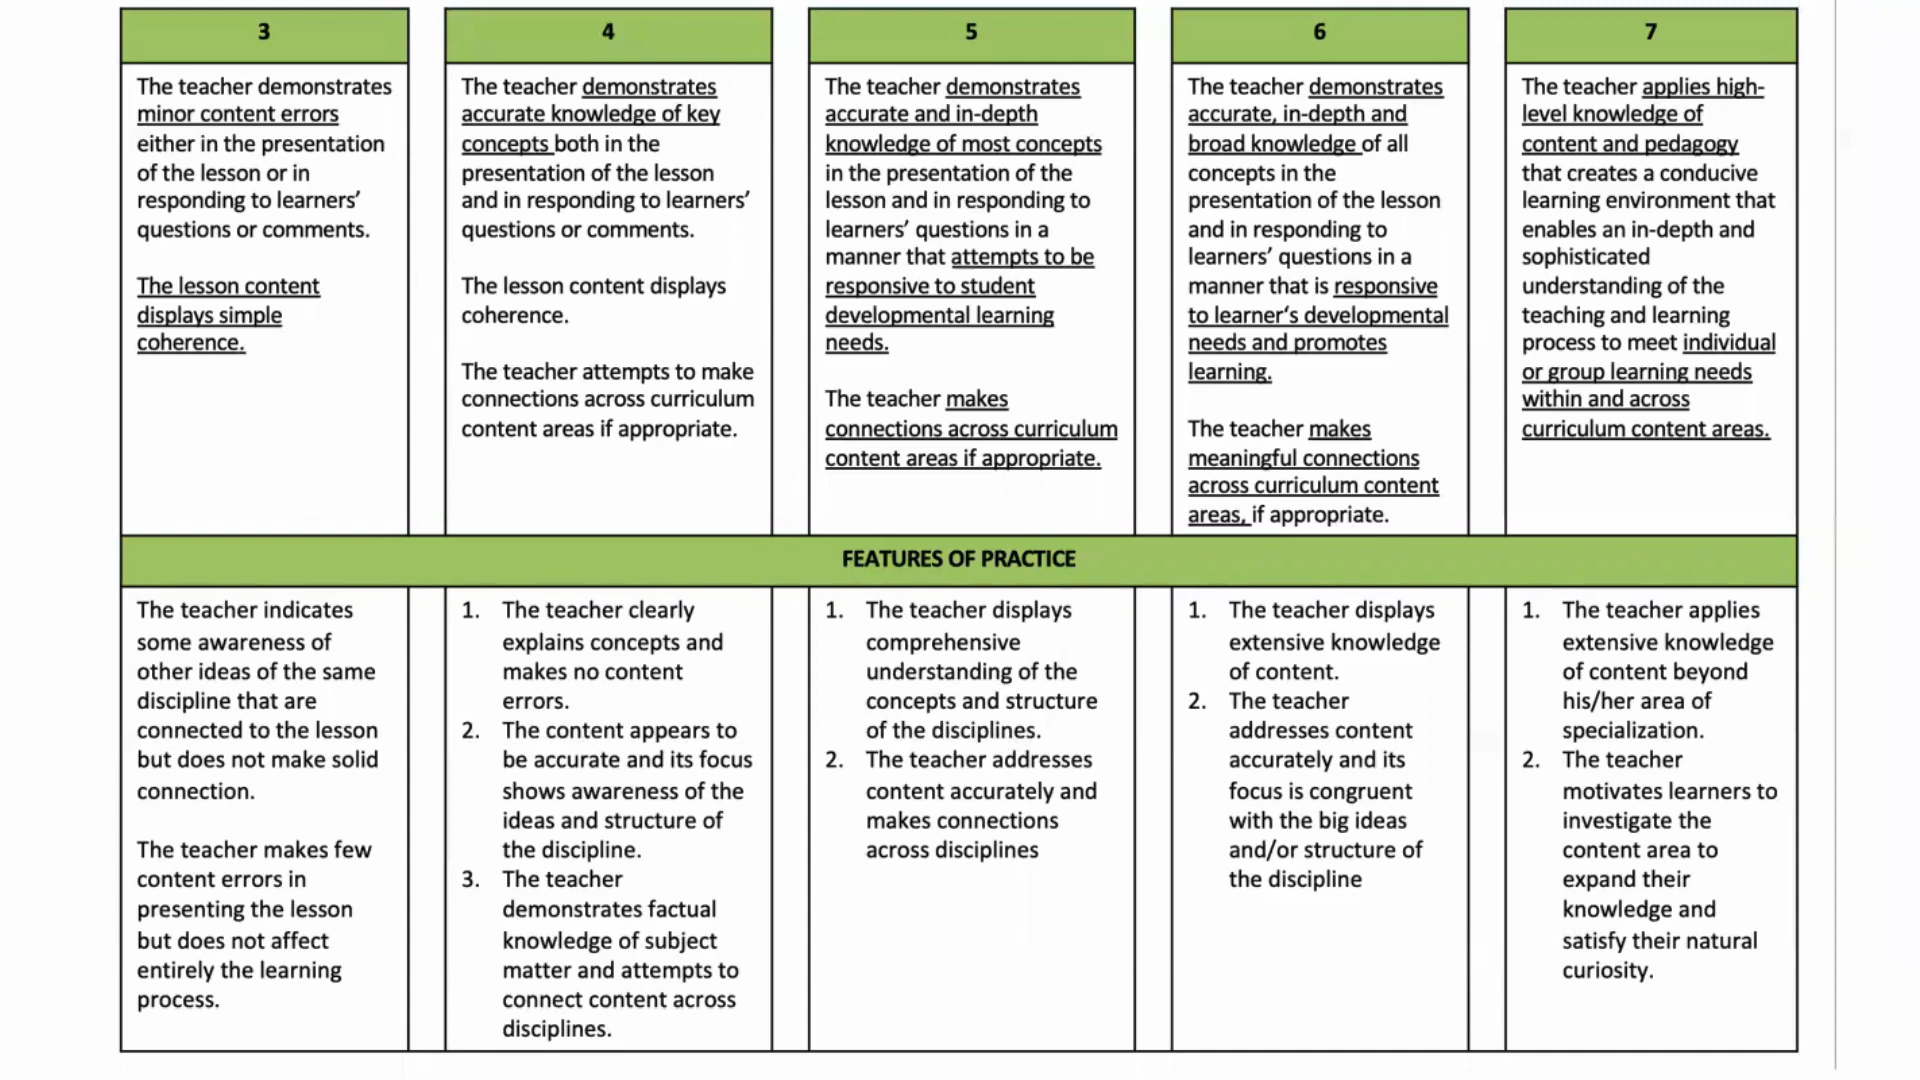 3
The teacher demonstrates
minor content errors
either in the presentation
of the lesson or in
responding to learners’
questions or comments.
The lesson content
displays simple
coherence.
4
The teacher demonstrates
accurate knowledge of key
concepts both in the
presentation of the lesson
and in responding to learners’
questions or comments.
The lesson content displays
coherence.
The teacher attempts to make
connections across curriculum
content areas if appropriate.
5
The teacher demonstrates
accurate and in-depth
knowledge of most concepts
in the presentation of the
lesson and in responding to
learners’ questions in a
manner that attempts to be
responsive to student
developmental learning
needs.
The teacher makes
connections across curriculum
content areas if appropriate.
6
The teacher demonstrates
accurate, in-depth and
broad knowledge of all
concepts in the
presentation of the lesson
and in responding to
learners’ questions in a
manner that is responsive
to learner‘s developmental
needs and promotes
learning.
The teacher makes
meaningful connections
across curriculum content
areas, if appropriate.
7
The teacher applies high-
level knowledge of
content and pedagogy
that creates a conducive
learning environment that
enables an in-depth and
sophisticated
understanding of the
teaching and learning
process to meet individual
or group learning needs
within and across
curriculum content areas.
FEATURES OF PRACTICE
The teacher indicates
some awareness of
other ideas of the same
discipline that are
connected to the lesson
but does not make solid
connection.
The teacher makes few
content errors in
presenting the lesson
but does not affect
entirely the learning
process.
1. The teacher clearly
explains concepts and
makes no content
errors.
2. The content appears to
be accurate and its focus
shows awareness of the
ideas and structure of
the discipline.
3. The teacher
demonstrates factual
knowledge of subject
matter and attempts to
connect content across
disciplines.
1. The teacher displays
comprehensive
understanding of the
concepts and structure
of the disciplines.
2. The teacher addresses
content accurately and
makes connections
across disciplines
1. The teacher displays
extensive knowledge
of content.
2. The teacher
addresses content
accurately and its
focus is congruent
with the big ideas
and/or structure of
the discipline
1. The teacher applies
extensive knowledge
of content beyond
his/her area of
specialization.
2. The teacher
motivates learners to
investigate the
content area to
expand their
knowledge and
satisfy their natural
curiosity.